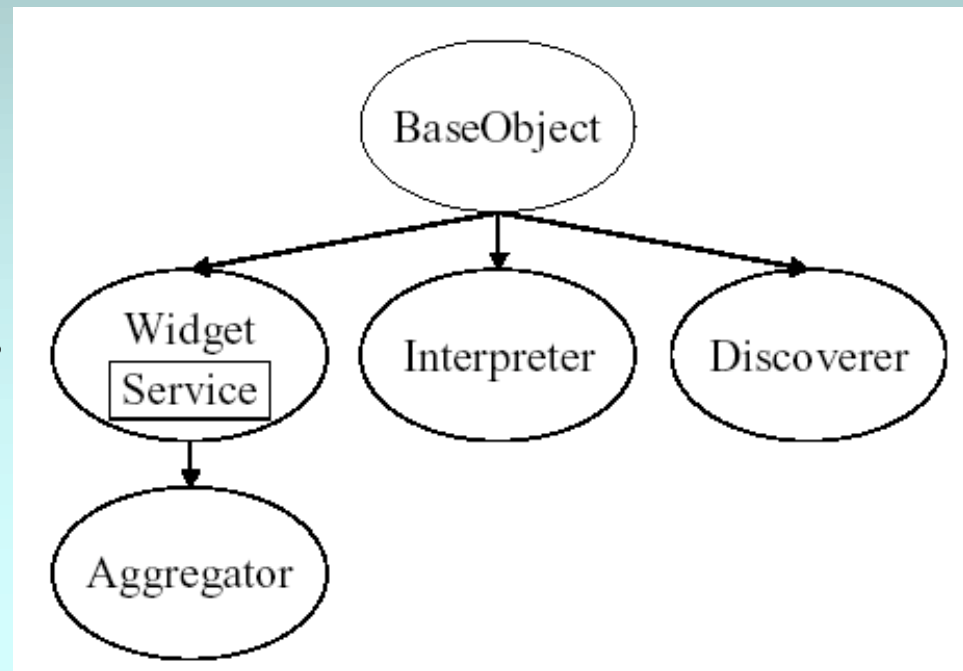 BaseObject
Widget
Service
Interpreter
Discoverer
Aggregator